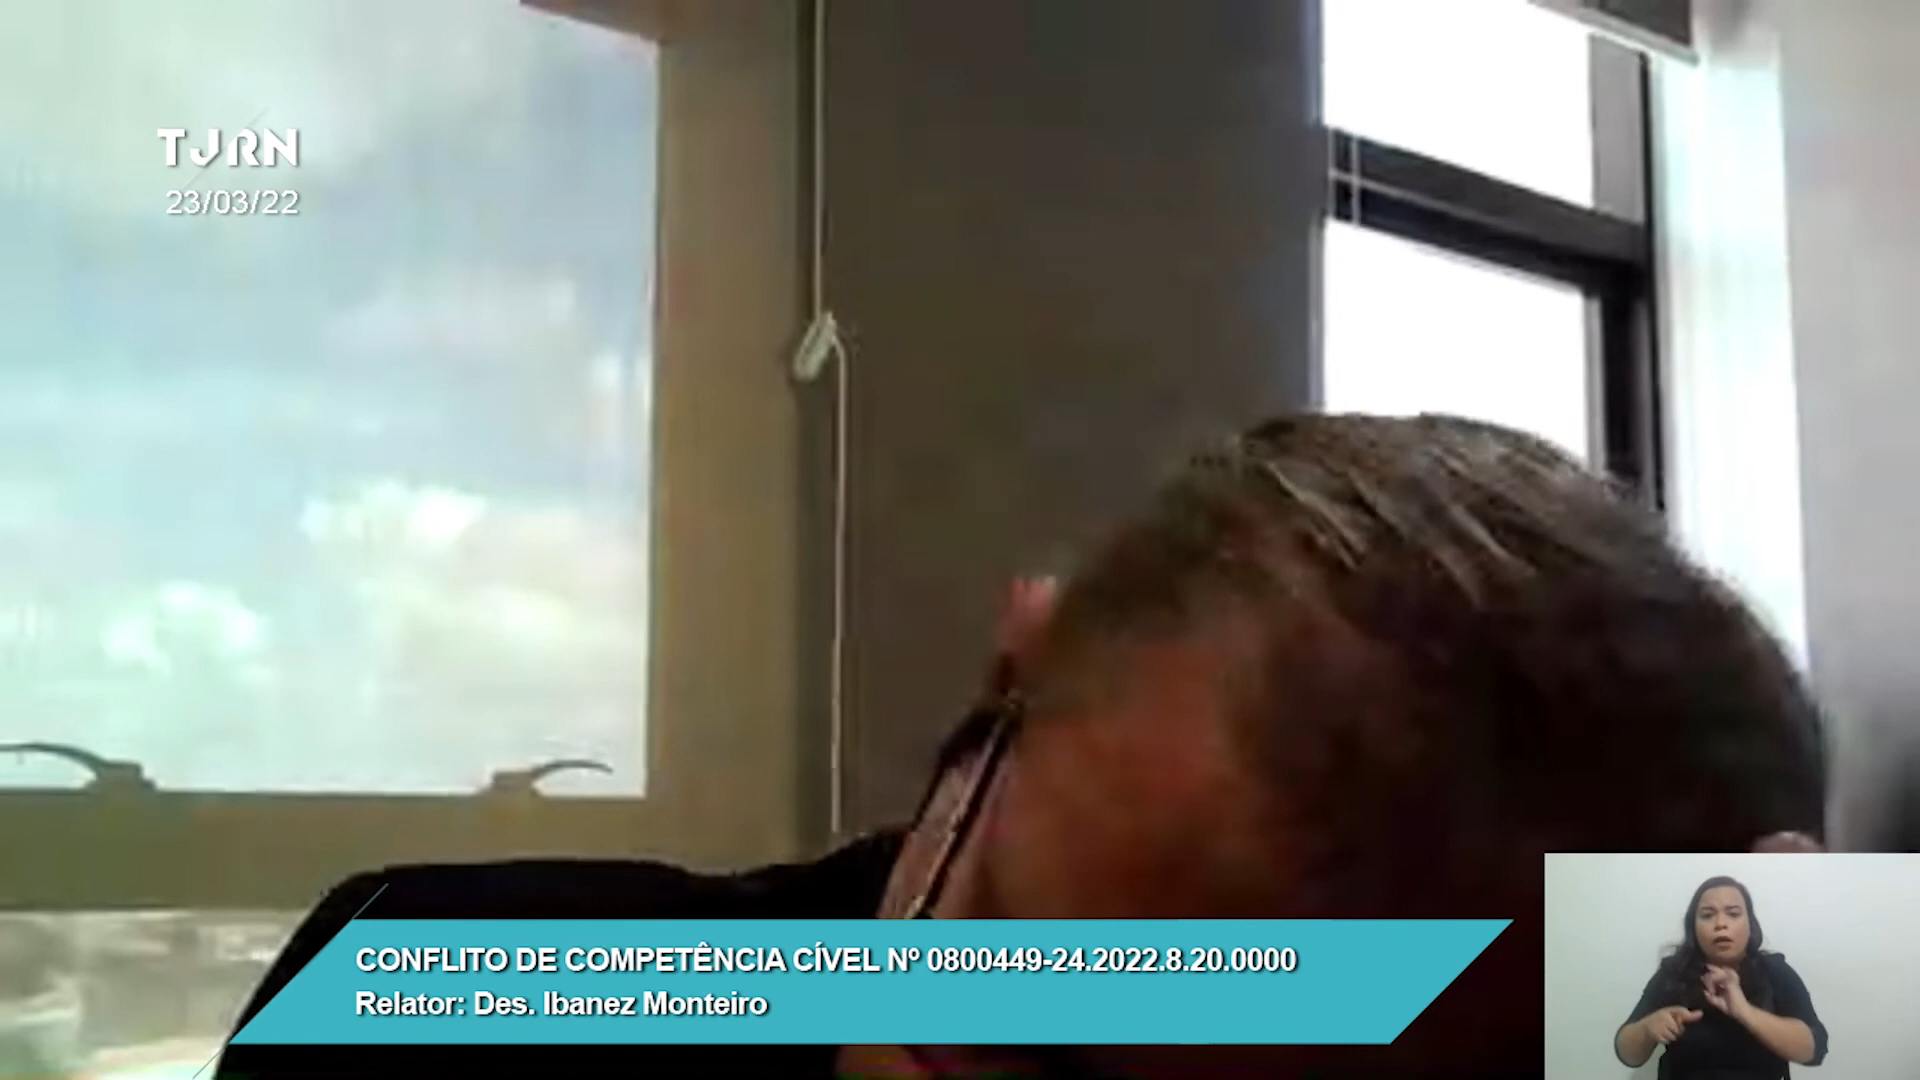 TJRN
23/03/22
CONFLITO DE COMPETÊNCIA CÍVEL Nº 0800449-24.2022.8.20.0000
Relator: Des. Ibanez Monteiro